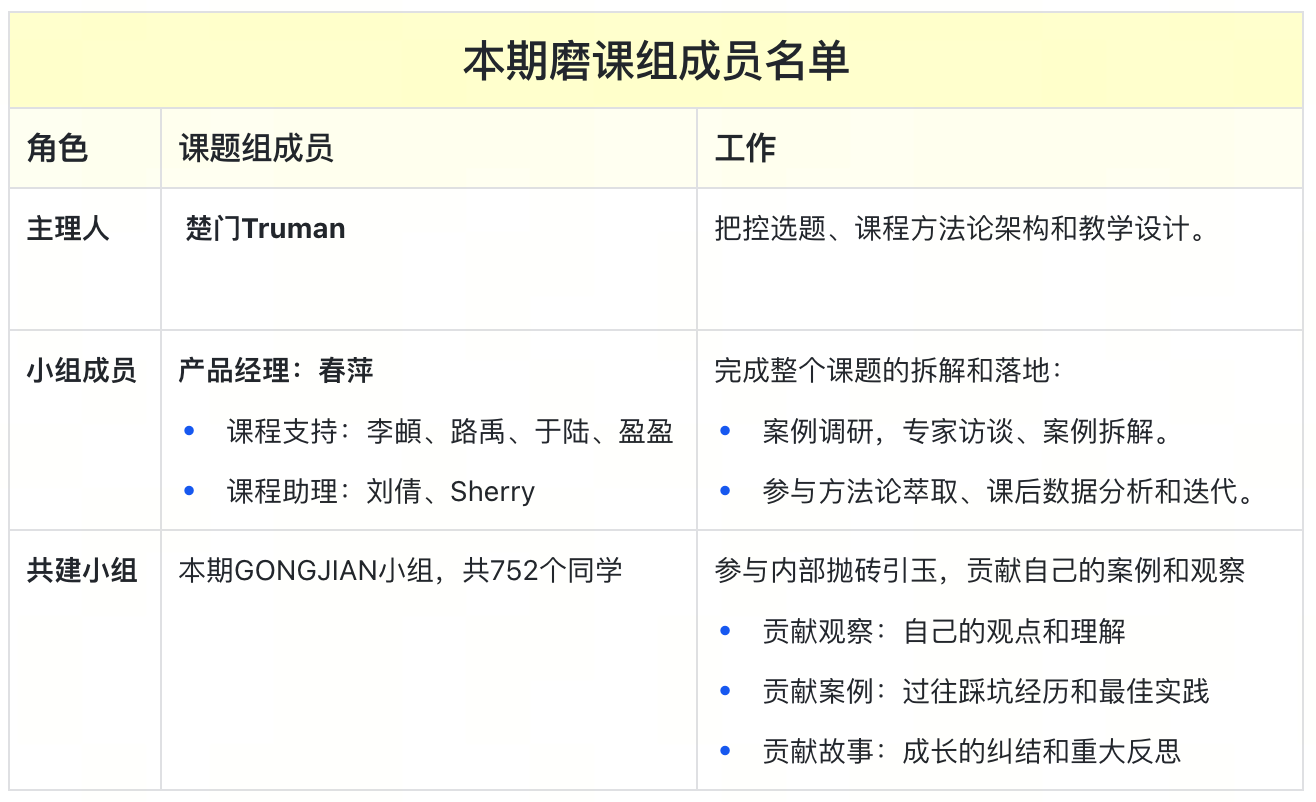 本期磨课组成员名单
角色
课题组成员
工作
主理人
楚门Truman
把控选题、课程方法论架构和教学设计。
小组成员
产品经理：春萍
课程支持：李頔、路禹、于陆、盈盈
课程助理：刘倩、Sherry
完成整个课题的拆解和落地：
案例调研，专家访谈、案例拆解。
参与方法论萃取、课后数据分析和迭代。
共建小组
本期GONGJIAN小组，共752个同学
参与内部抛砖引玉，贡献自己的案例和观察
贡献观察：自己的观点和理解
贡献案例：过往踩坑经历和最佳实践
贡献故事：成长的纠结和重大反思